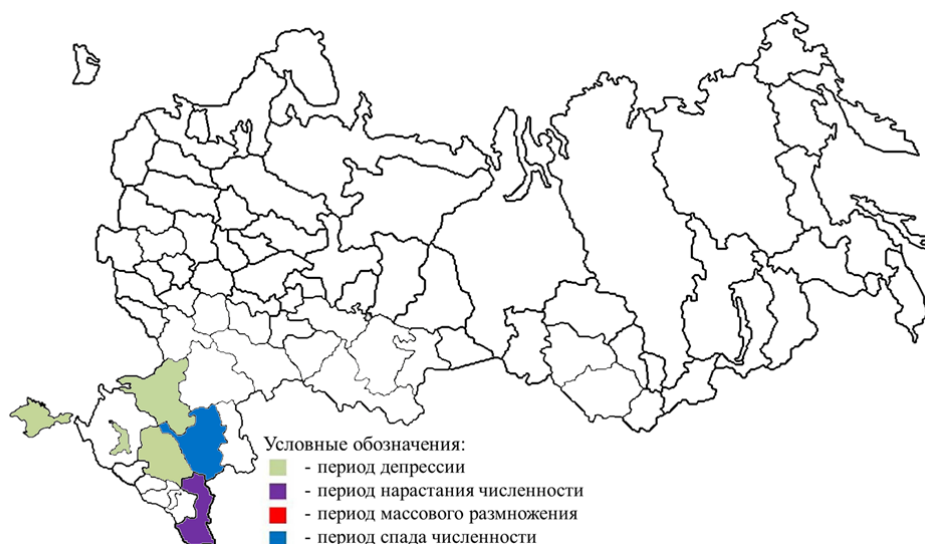 Условные обозначения:
- период депрессии
- период нарастания численности
- период массового размножения
- период спада численности